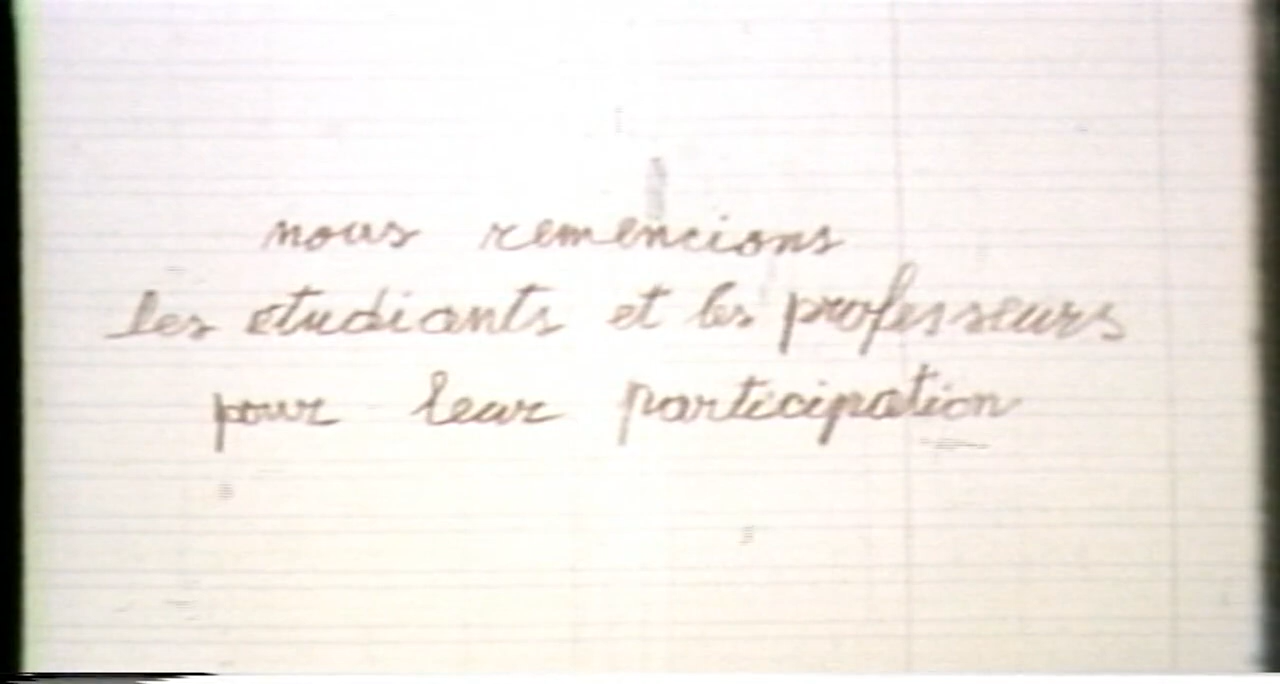 nous remencions
les etudiants et les professeurs
pour leur participation